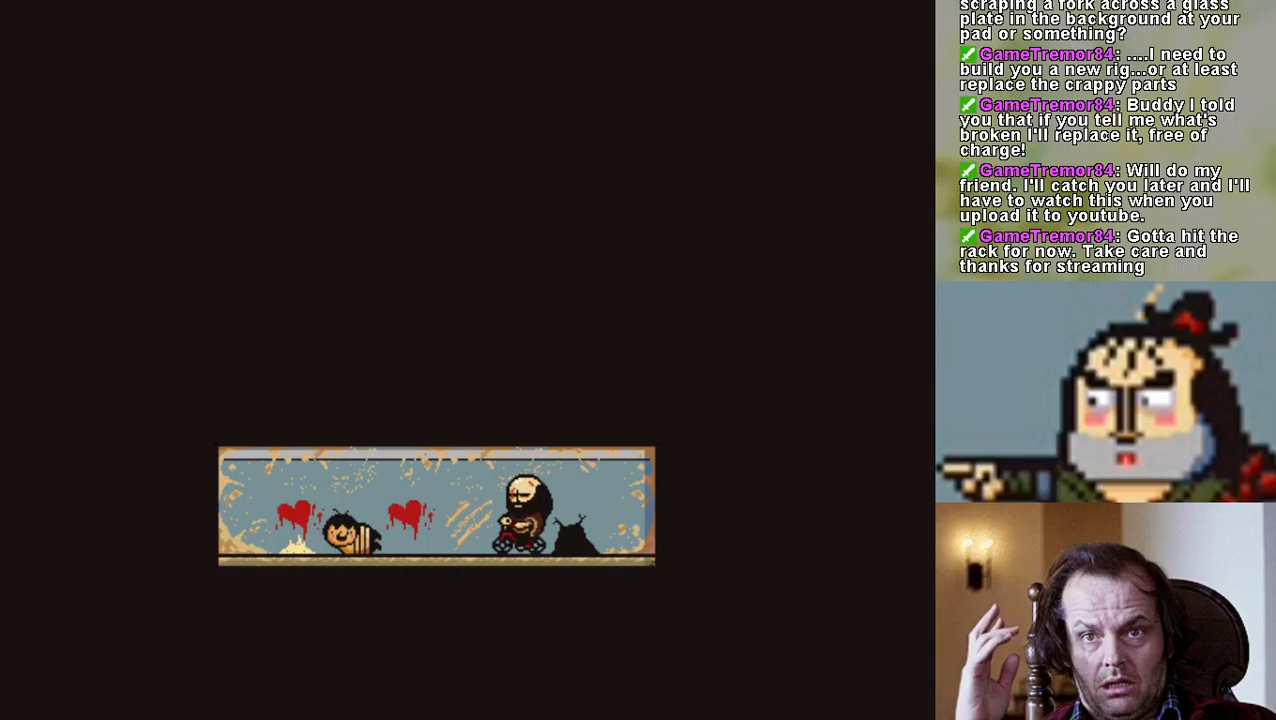 scraping a fork across a glass
plate in the background at your
pad or something?
GameTremor84: ....I need to
build you a new rig...or at least
replace the crappy parts
GameTremor84: Buddy I told
you that if you tell me what's
broken I'll replace it, free of
charge!
GameTremor84: Will do my
friend. I'll catch you later and I'll
have to watch this when you
upload it to youtube.
GameTremor84: Gotta hit the
rack for now. Take care and
thanks for streaming